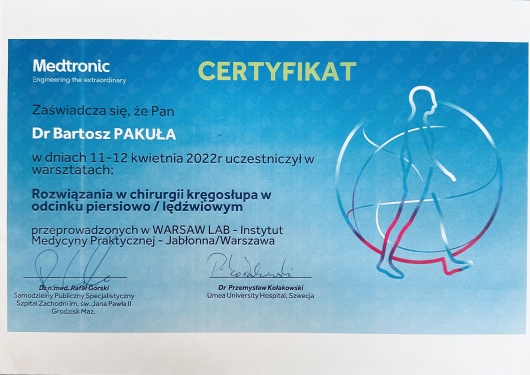 Medtronic
Engineering the extraordinary
CERTYFIKAT
Zaświadcza się, że Pan
Dr Bartosz PAKUŁA
w dniach 11-12 kwietnia 2022r uczestniczył w
warsztatach:
Rozwiązania w chirurgii kręgosłupa w
odcinku piersiowo / lędźwiowym
przeprowadzonych w WARSAW LAB - Instytut
Medycyny Praktycznej - Jabłonna/Warszawa
Dr n.med. Rafał Górski
Samodzielny Publiczny Specjalistyczny
Szpital Zachodni im. św. Jana Pawła II
Grodzisk Maz.
Dr Przemysław Kołakowski
Umea University Hospital, Szwecja